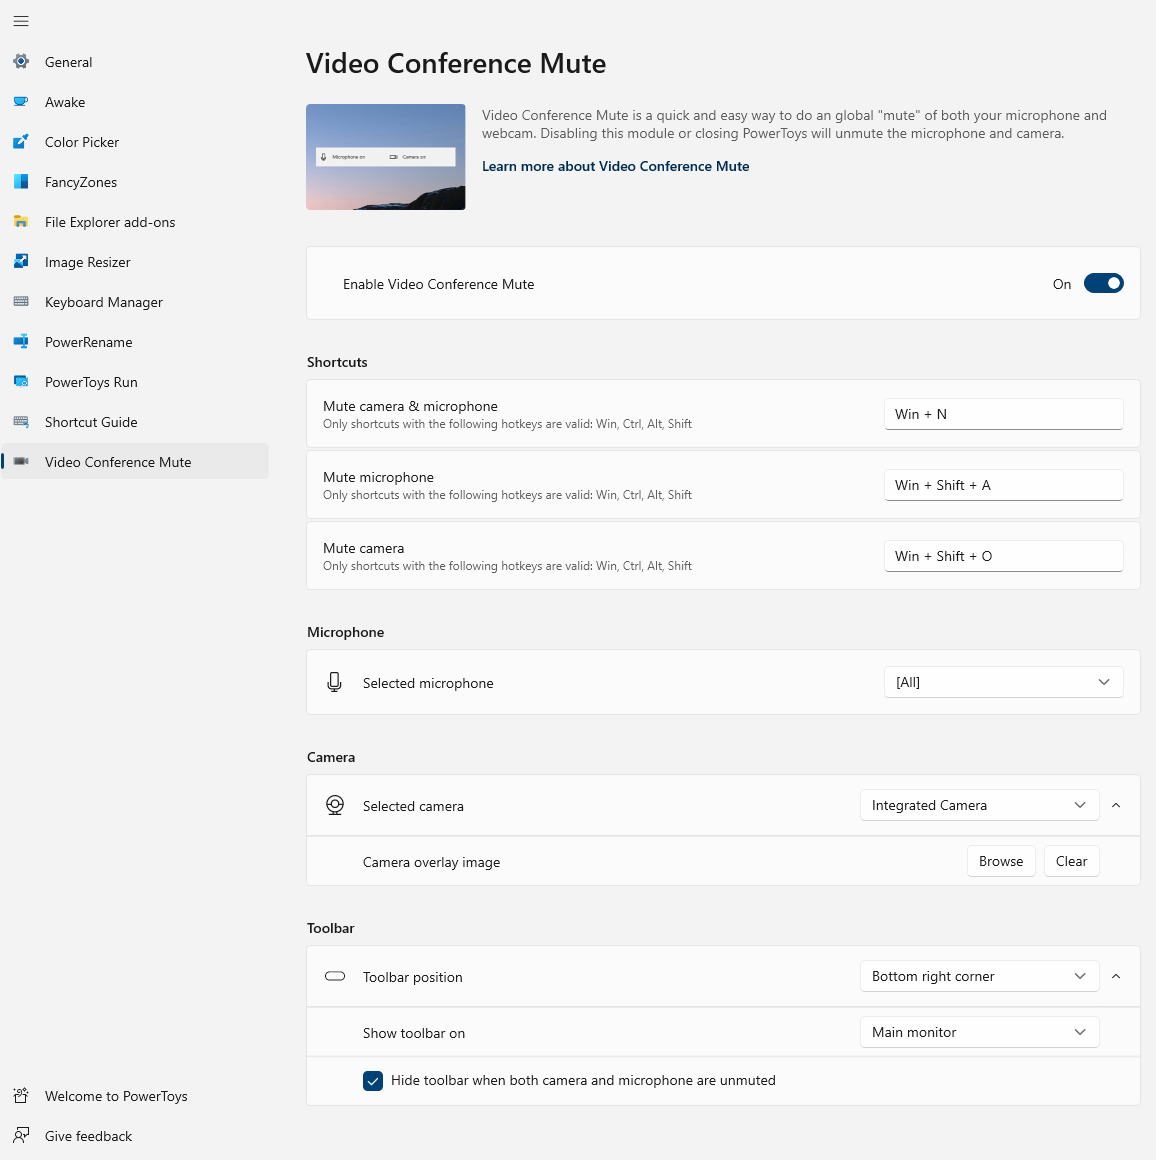 General
Awake
Color Picker
FancyZones
File Explorer add-ons
Image Resizer
Keyboard Manager
PowerRename
PowerToys Run
Shortcut Guide
Video Conference Mute
Welcome to PowerToys
Give feedback
Video Conference Mute
Microphone on
Camera on
Video Conference Mute is a quick and easy way to do an global "mute" of both your microphone and
webcam. Disabling this module or closing PowerToys will unmute the microphone and camera.
Learn more about Video Conference Mute
Enable Video Conference Mute
On
Shortcuts
Mute camera & microphone
Only shortcuts with the following hotkeys are valid: Win, Ctrl, Alt, Shift
Win + N
Mute microphone
Only shortcuts with the following hotkeys are valid: Win, Ctrl, Alt, Shift
Win + Shift + A
Mute camera
Only shortcuts with the following hotkeys are valid: Win, Ctrl, Alt, Shift
Win + Shift + O
Microphone
Selected microphone
[All]
Camera
Selected camera
Integrated Camera
Camera overlay image
Browse
Clear
Toolbar
Toolbar position
Bottom right corner
Show toolbar on
Main monitor
Hide toolbar when both camera and microphone are unmuted